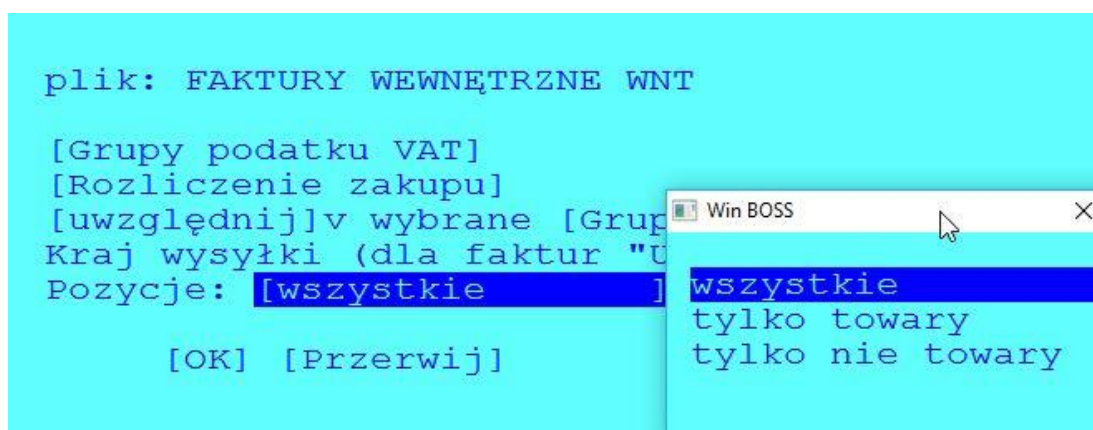 plik: FAKTURY WEWNĘTRZNE WNT
[Grupy podatku VAT]
[Rozliczenie zakupu]
[uwzględnij]v wybrane [Grup
Kraj wysyłki (dla faktur "U
Pozycje: [wszystkie ]
[OK] [Przerwij]
Win BOSS
wszystkie
tylko towary
tylko nie towary